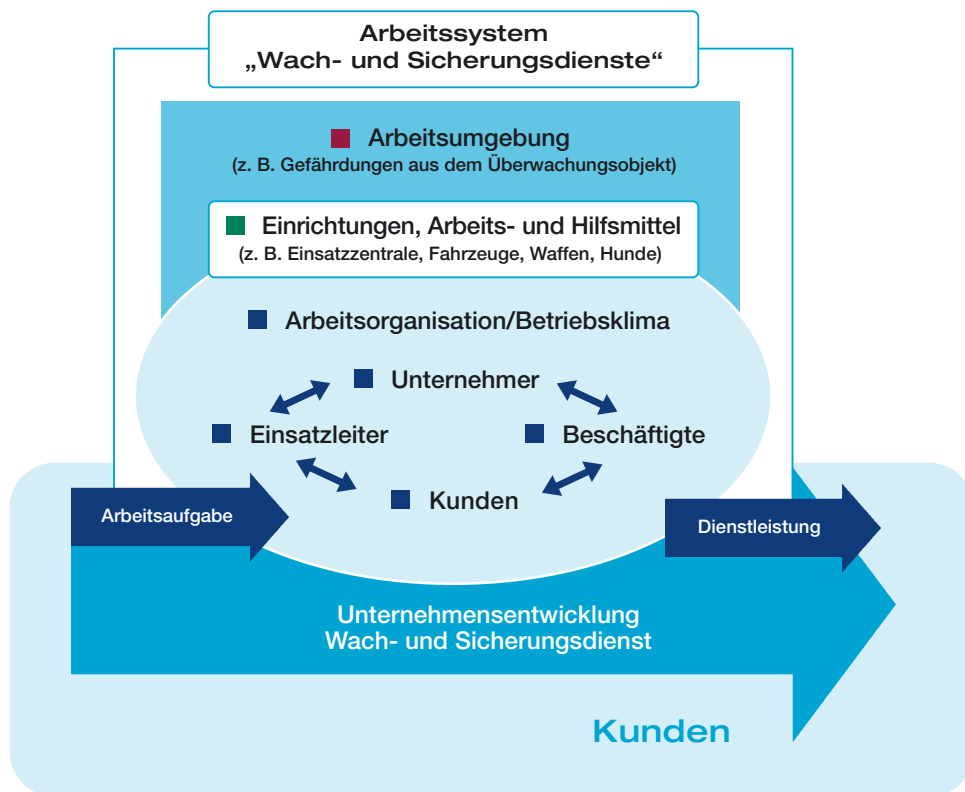 Arbeitssystem
„Wach- und Sicherungsdienste“
Arbeitsumgebung
(z. B. Gefährdungen aus dem Überwachungsobjekt)
Einrichtungen, Arbeits- und Hilfsmittel
(z. B. Einsatzzentrale, Fahrzeuge, Waffen, Hunde)
Arbeitsorganisation/Betriebsklima
Unternehmer
Einsatzleiter
Beschäftigte
Kunden
Arbeitsaufgabe
Dienstleistung
Unternehmensentwicklung
Wach- und Sicherungsdienst
Kunden